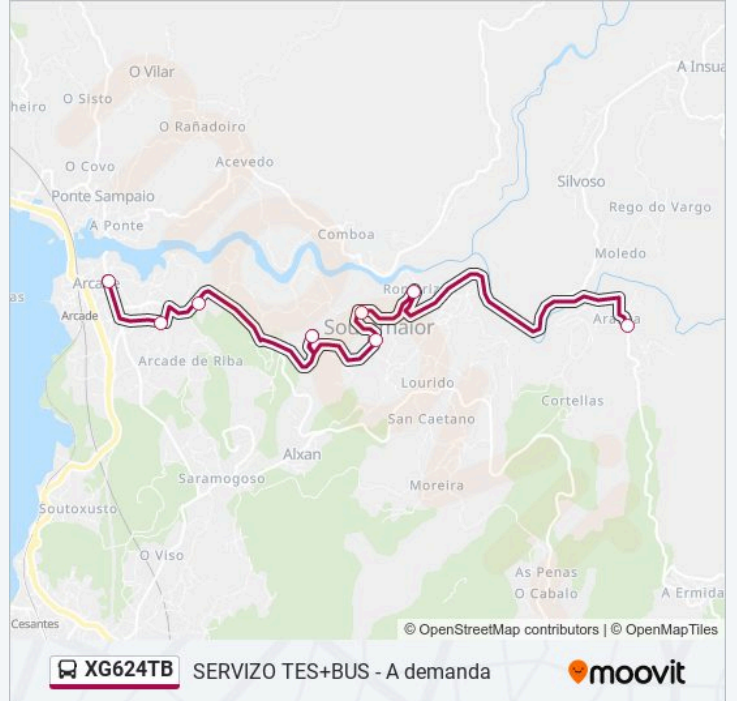 O Vilar
A Insua
O Sisto
heiro
O Rañadoiro
Acevedo
O Covo
Silvoso
Ponte Sampaio
Rego do Vargo
A Ponte
Comboa
Moledo
Arcade
as
Arcade
Soutomaior
Arcade de Riba
Lourido
Cortellas
San Caetano
Alxan
Saramogoso
Moreira
Soutoxusto
O Viso
As Penas
O Cabalo
A Ermida
Cesantes
© OpenStreetMap contributors | © OpenMapTiles
XG624TB SERVIZO TES+BUS - A demanda
moovit